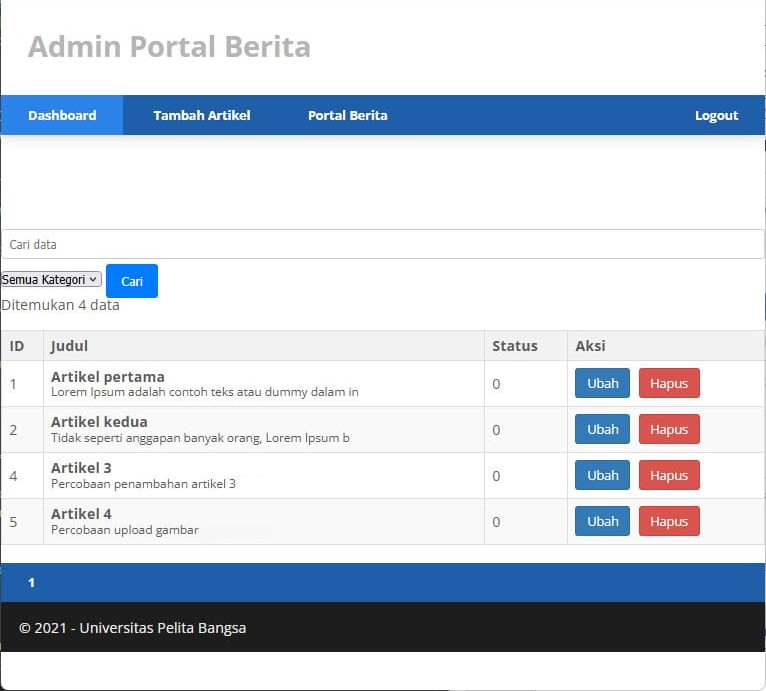 Admin Portal Berita
Dashboard Tambah Artikel Portal Berita Logout
Cari data
Semua Kategori Cari
Ditemukan 4 data
ID Judul Status Aksi
1 Artikel pertama 0 Ubah Hapus
Lorem Ipsum adalah contoh teks atau dummy dalam in
2 Artikel kedua 0 Ubah Hapus
Tidak seperti anggapan banyak orang, Lorem Ipsum b
4 Artikel 3 0 Ubah Hapus
Percobaan penambahan artikel 3
5 Artikel 4 0 Ubah Hapus
Percobaan upload gambar
1
© 2021 - Universitas Pelita Bangsa